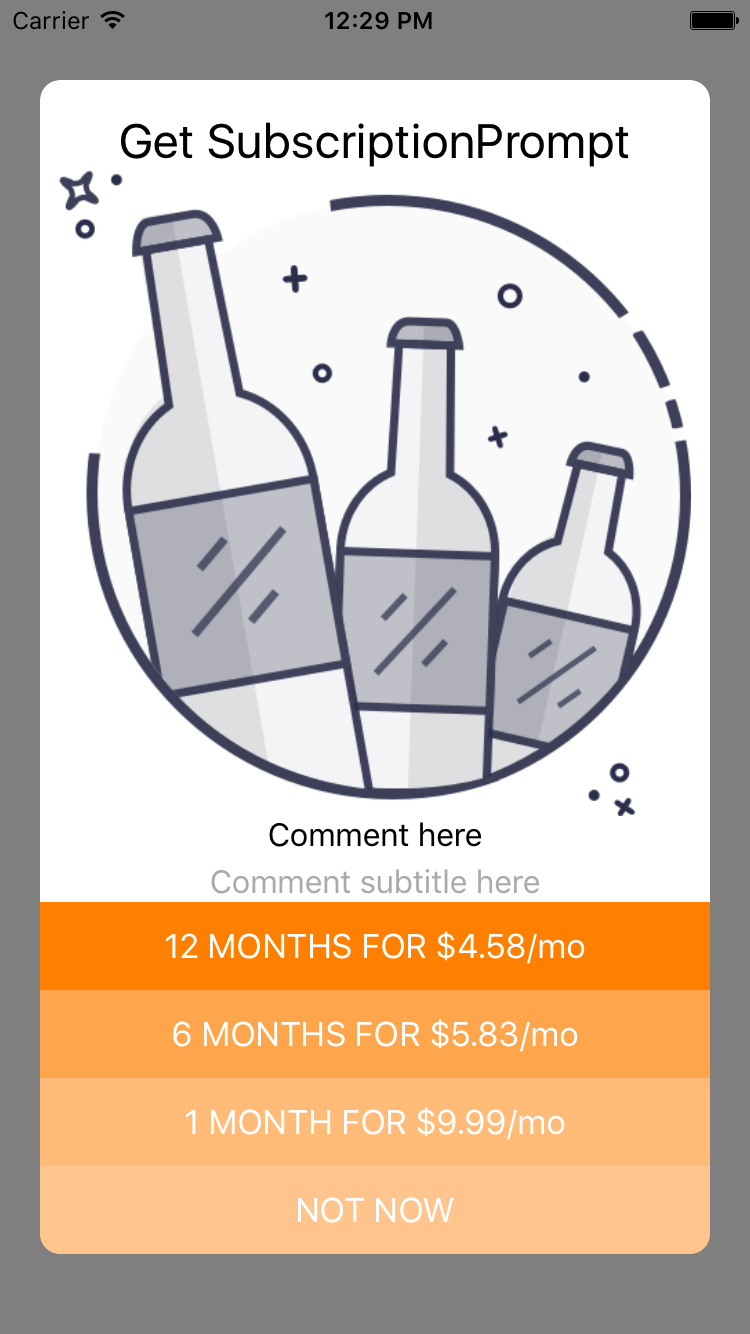 Carrier 12:29 PM
Get SubscriptionPrompt
Comment here
Comment subtitle here
12 MONTHS FOR $4.58/mo
6 MONTHS FOR $5.83/mo
1 MONTH FOR $9.99/mo
NOT NOW